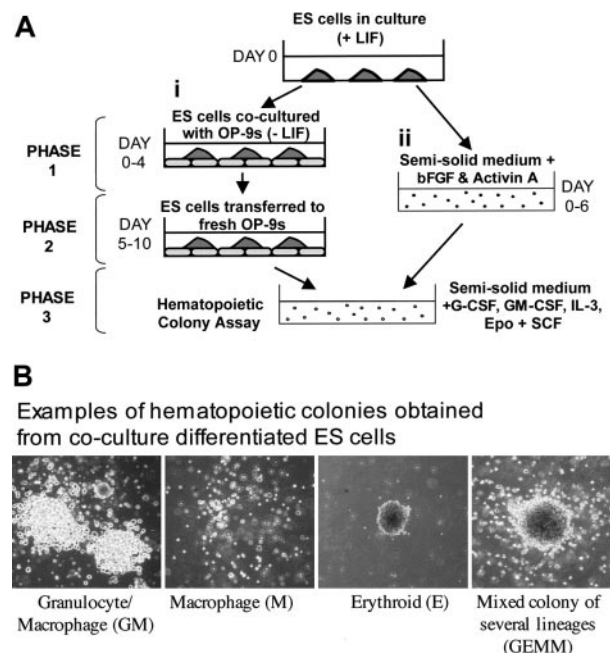 A
ES cells in culture
(+ LIF)
DAY 0
i
ES cells co-cultured
with OP-9s (- LIF)
ii
PHASE
1
DAY
0-4
Semi-solid medium +
bFGF & Activin A
DAY
0-6
ES cells transferred to
fresh OP-9s
PHASE
2
DAY
5-10
PHASE
3
Hematopoietic
Colony Assay
Semi-solid medium
+G-CSF, GM-CSF, IL-3,
Epo + SCF
B
Examples of hematopoietic colonies obtained
from co-culture differentiated ES cells
Granulocyte/
Macrophage (GM)
Macrophage (M)
Erythroid (E)
Mixed colony of
several lineages
(GEMM)